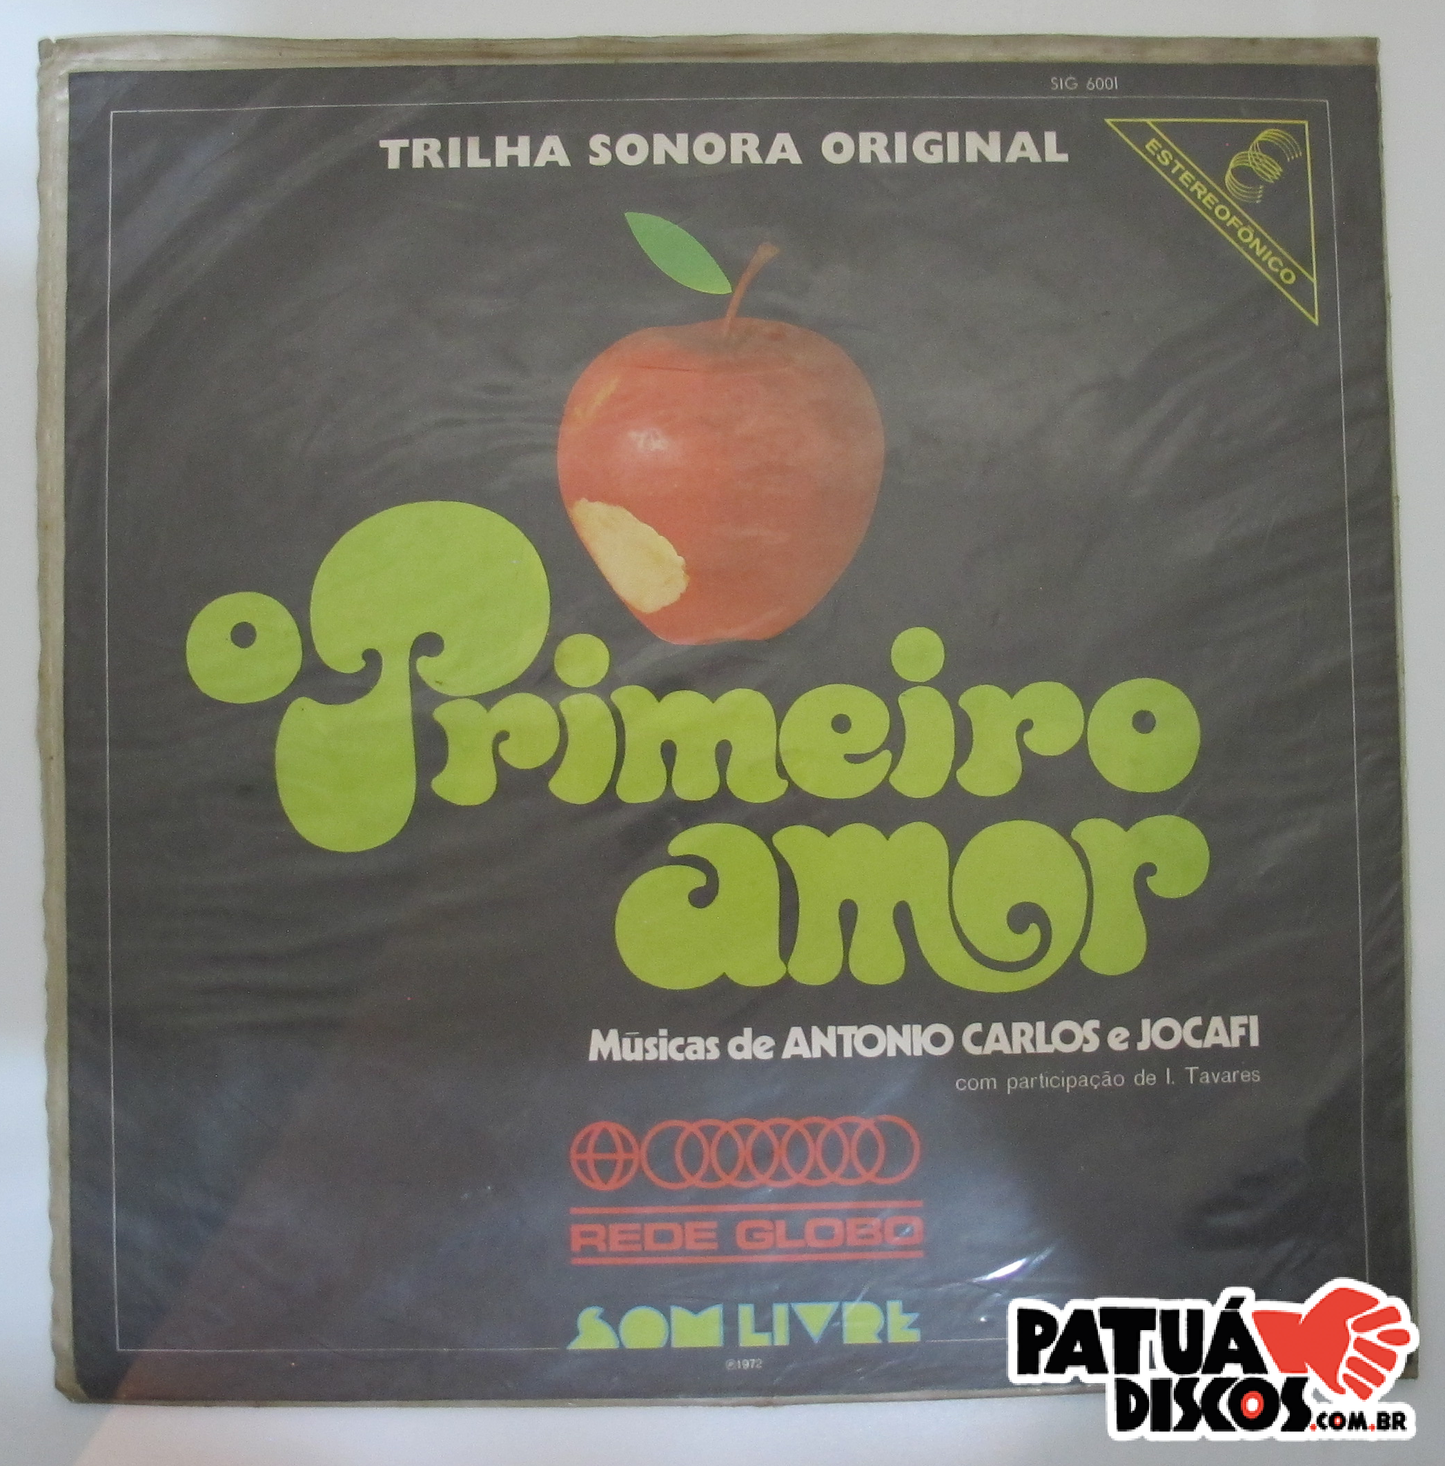 SIG 6001
TRILHA SONORA ORIGINAL
ESTEREOFÔNICO
o Primeiro
amor
Músicas de ANTONIO CARLOS e JOCAFI
com participação de I. Tavares
REDE GLOBO
SOM LIVRE
℗1972
PATUÁ
DISCOS.COM.BR